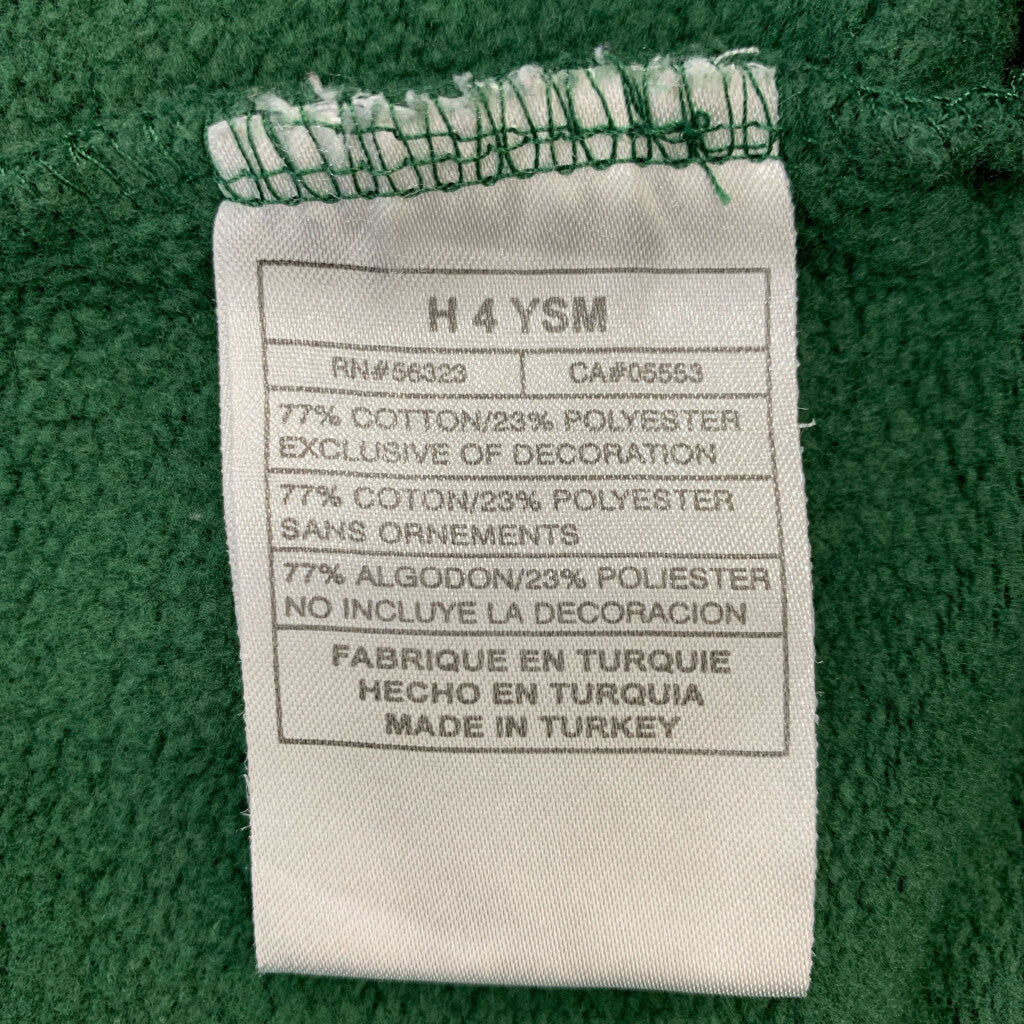 H 4 YSM
RN#56323 CA#05553
77% COTTON/23% POLYESTER
EXCLUSIVE OF DECORATION
77% COTON/23% POLYESTER
SANS ORNEMENTS
77% ALGODON/23% POLIESTER
NO INCLUYE LA DECORACION
FABRIQUE EN TURQUIE
HECHO EN TURQUIA
MADE IN TURKEY